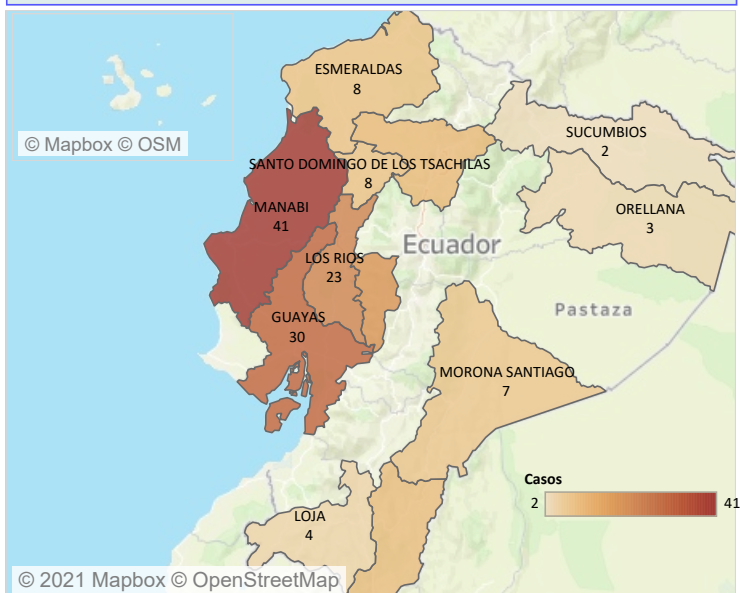 ESMERALDAS
8
© Mapbox © OSM
SUCUMBIOS
2
SANTO DOMINGO DE LOS TSACHILAS
8
MANABI
41
ORELLANA
3
Ecuador
LOS RIOS
23
Pastaza
GUAYAS
30
MORONA SANTIAGO
7
Casos
2 41
LOJA
4
© 2021 Mapbox © OpenStreetMap